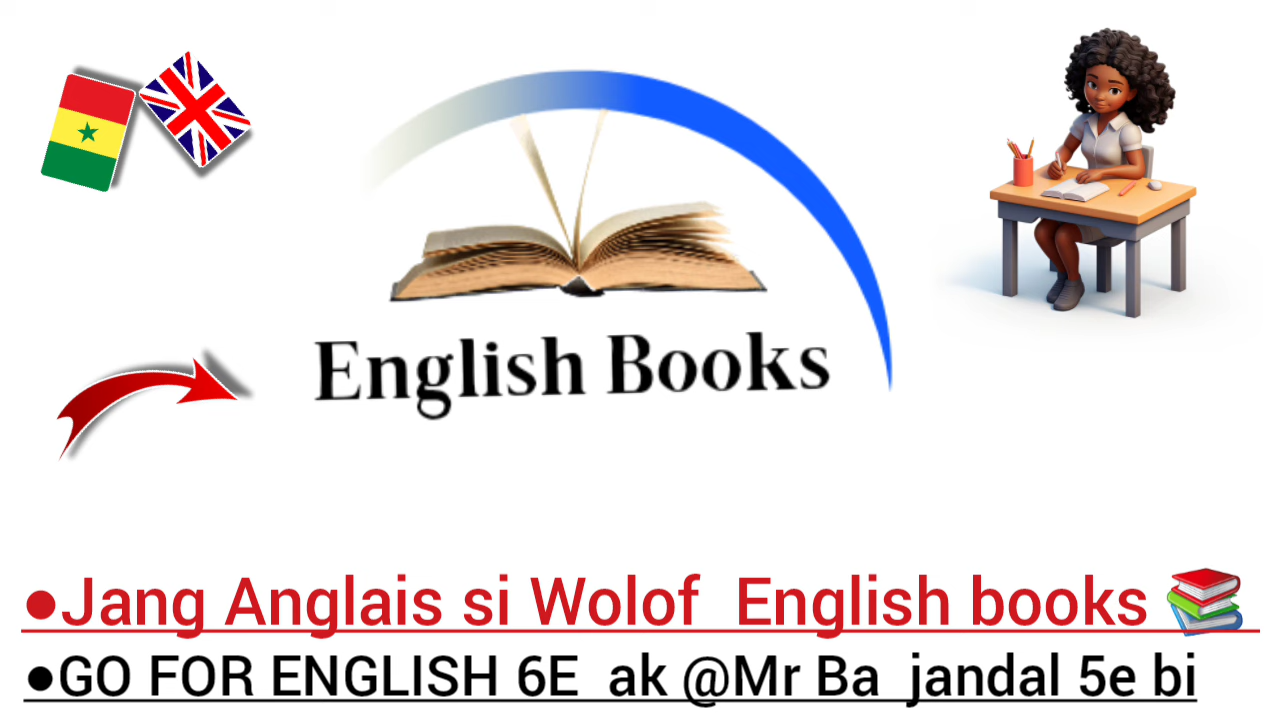 English Books
●Jang Anglais si Wolof English books
●GO FOR ENGLISH 6E ak @Mr Ba jandal 5e bi